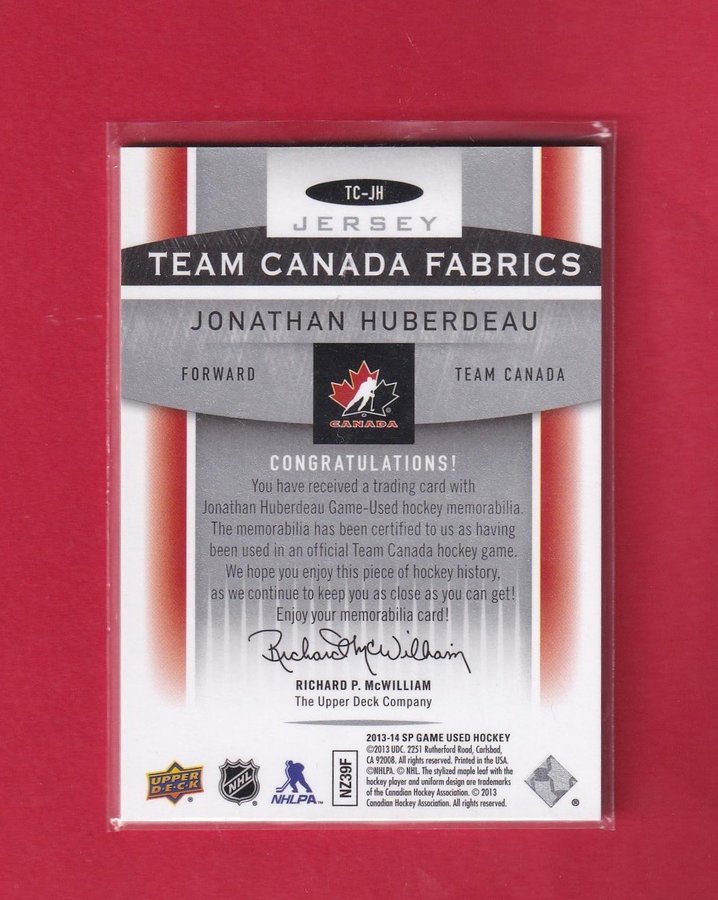 TC-JH
JERSEY
TEAM CANADA FABRICS
JONATHAN HUBERDEAU
FORWARD
TEAM CANADA
CANADA
CONGRATULATIONS!
You have received a trading card with
Jonathan Huberdeau Game-Used hockey memorabilia.
The memorabilia has been certified to us as having
been used in an official Team Canada hockey game.
We hope you enjoy this piece of hockey history,
as we continue to keep you as close as you can get!
Enjoy your memorabilia card!
Richard P. McWilliam
RICHARD P. McWILLIAM
The Upper Deck Company
UPPER
DECK
NHL
NHLPA
NZ39F
2013-14 SP GAME USED HOCKEY
©2013 UDC. 2251 Rutherford Road, Carlsbad,
CA 92008. All rights reserved. Printed in the USA.
©NHLPA. © NHL. The stylized maple leaf with the
hockey player and uniform design are trademarks
of the Canadian Hockey Association. © 2013
Canadian Hockey Association. All rights reserved.
®